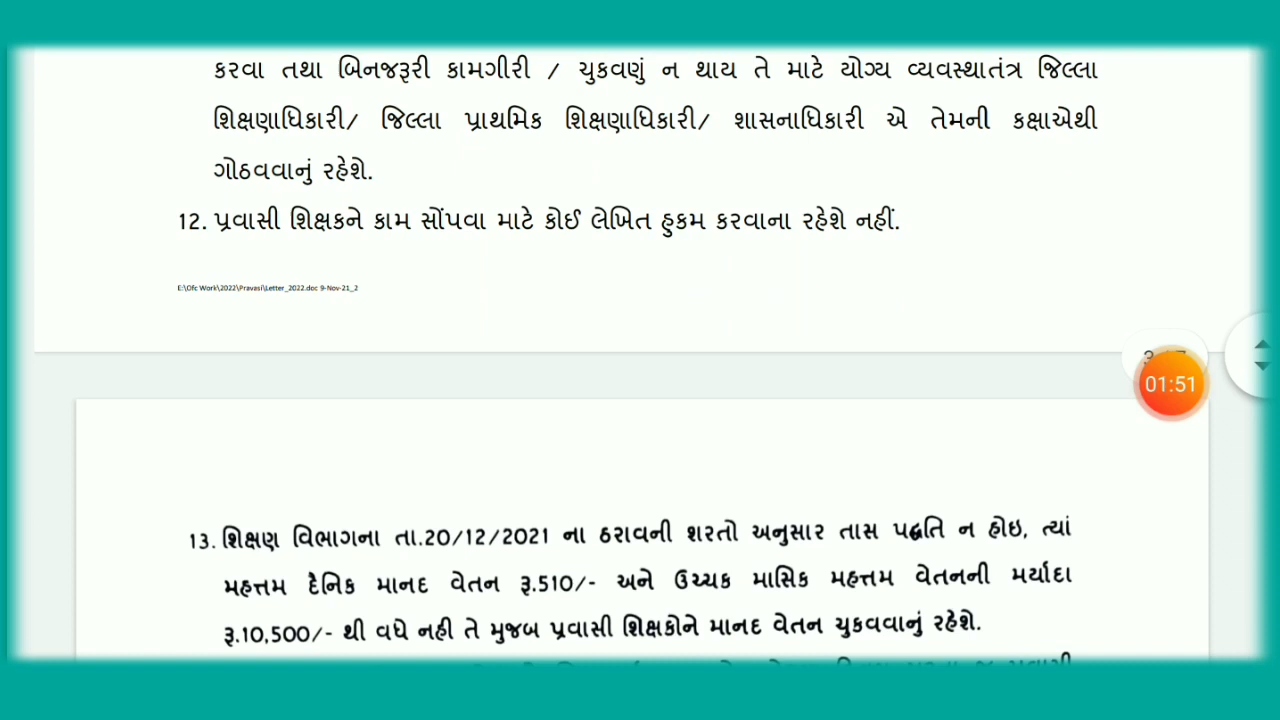 કરવા તથા બિનજરૂરી કામગીરી / ચુકવણું ન થાય તે માટે યોગ્ય વ્યવસ્થાતંત્ર જિલ્લા
શિક્ષણાધિકારી/ જિલ્લા પ્રાથમિક શિક્ષણાધિકારી/ શાસનાધિકારી એ તેમની કક્ષાએથી
ગોઠવવાનું રહેશે.
12. પ્રવાસી શિક્ષકને કામ સોંપવા માટે કોઈ લેખિત હુકમ કરવાના રહેશે નહીં.
E:\Ofc Work\2022\Pravasi\Letter_2022.doc 9-Nov-21_2
01:51
13. શિક્ષણ વિભાગના તા.20/12/2021 ના ઠરાવની શરતો અનુસાર તાસ પદ્ધતિ ન હોઇ, ત્યાં
મહત્તમ દૈનિક માનદ વેતન રૂ.510/- અને ઉચ્ચક માસિક મહત્તમ વેતનની મર્યાદા
રૂ.10,500/- થી વધે નહી તે મુજબ પ્રવાસી શિક્ષકોને માનદ વેતન ચુકવવાનું રહેશે.